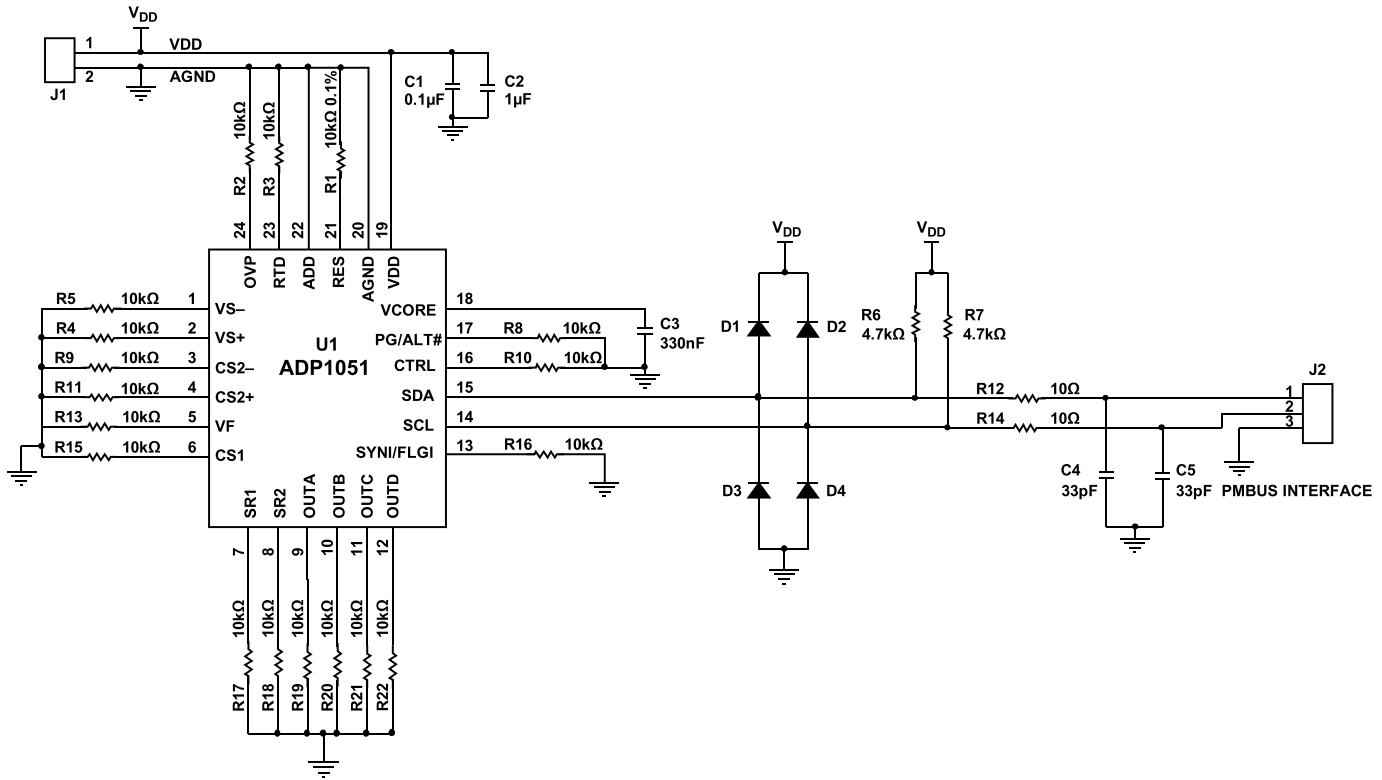 VDD
1 VDD
2 AGND
J1
C1
0.1µF
C2
1µF
10kΩ
R2
10kΩ
R3
10kΩ 0.1%
R1
24
23
22
21
20
19
OVP
RTD
ADD
RES
AGND
VDD
R5 10kΩ 1 VS–
R4 10kΩ 2 VS+
R9 10kΩ 3 CS2–
R11 10kΩ 4 CS2+
R13 10kΩ 5 VF
R15 10kΩ 6 CS1
U1
ADP1051
VCORE 18
PG/ALT# 17 R8 10kΩ
CTRL 16 R10 10kΩ
SDA 15
SCL 14
SYNI/FLGI 13 R16 10kΩ
C3
330nF
SR1
SR2
OUTA
OUTB
OUTC
OUTD
7
8
9
10
11
12
10kΩ
10kΩ
10kΩ
10kΩ
10kΩ
10kΩ
R17
R18
R19
R20
R21
R22
VDD
D1
D2
D3
D4
VDD
R6
4.7kΩ
R7
4.7kΩ
R12 10Ω
R14 10Ω
C4
33pF
C5
33pF
J2
1
2
3
PMBUS INTERFACE